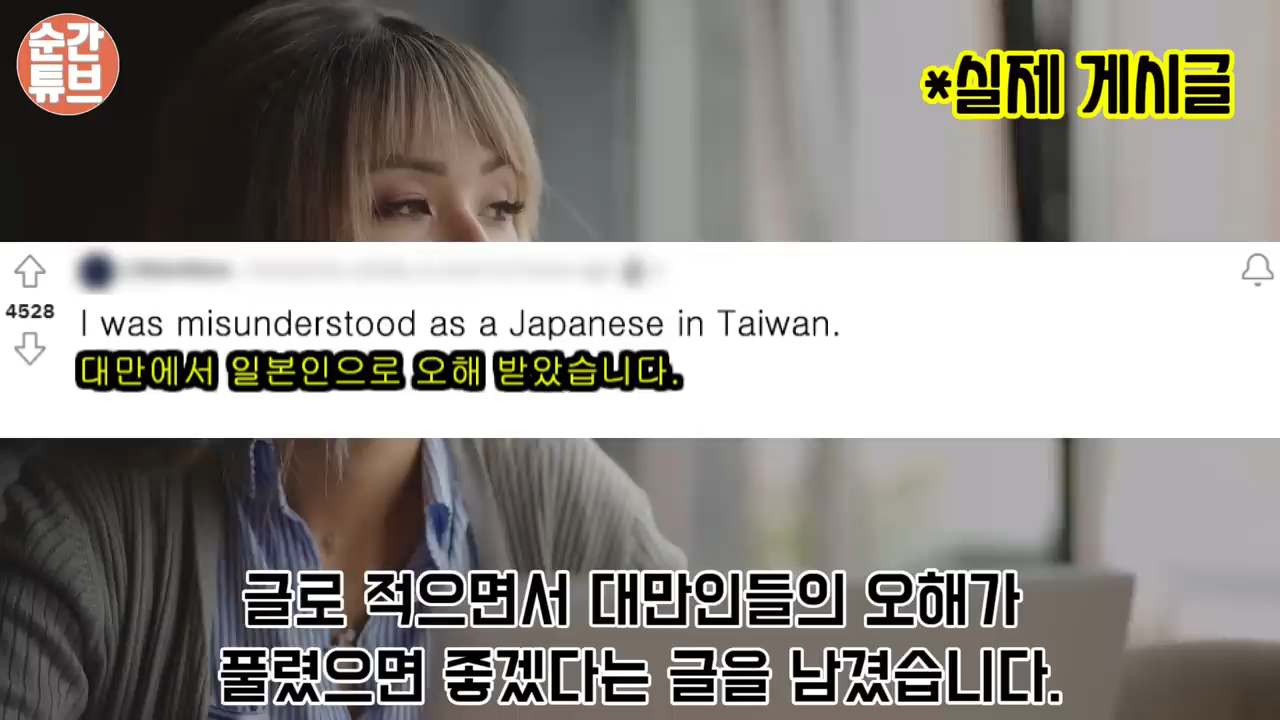 순간
튜브
*실제 게시글
4528
I was misunderstood as a Japanese in Taiwan.
대만에서 일본인으로 오해 받았습니다.
글로 적으면서 대만인들의 오해가
풀렸으면 좋겠다는 글을 남겼습니다.